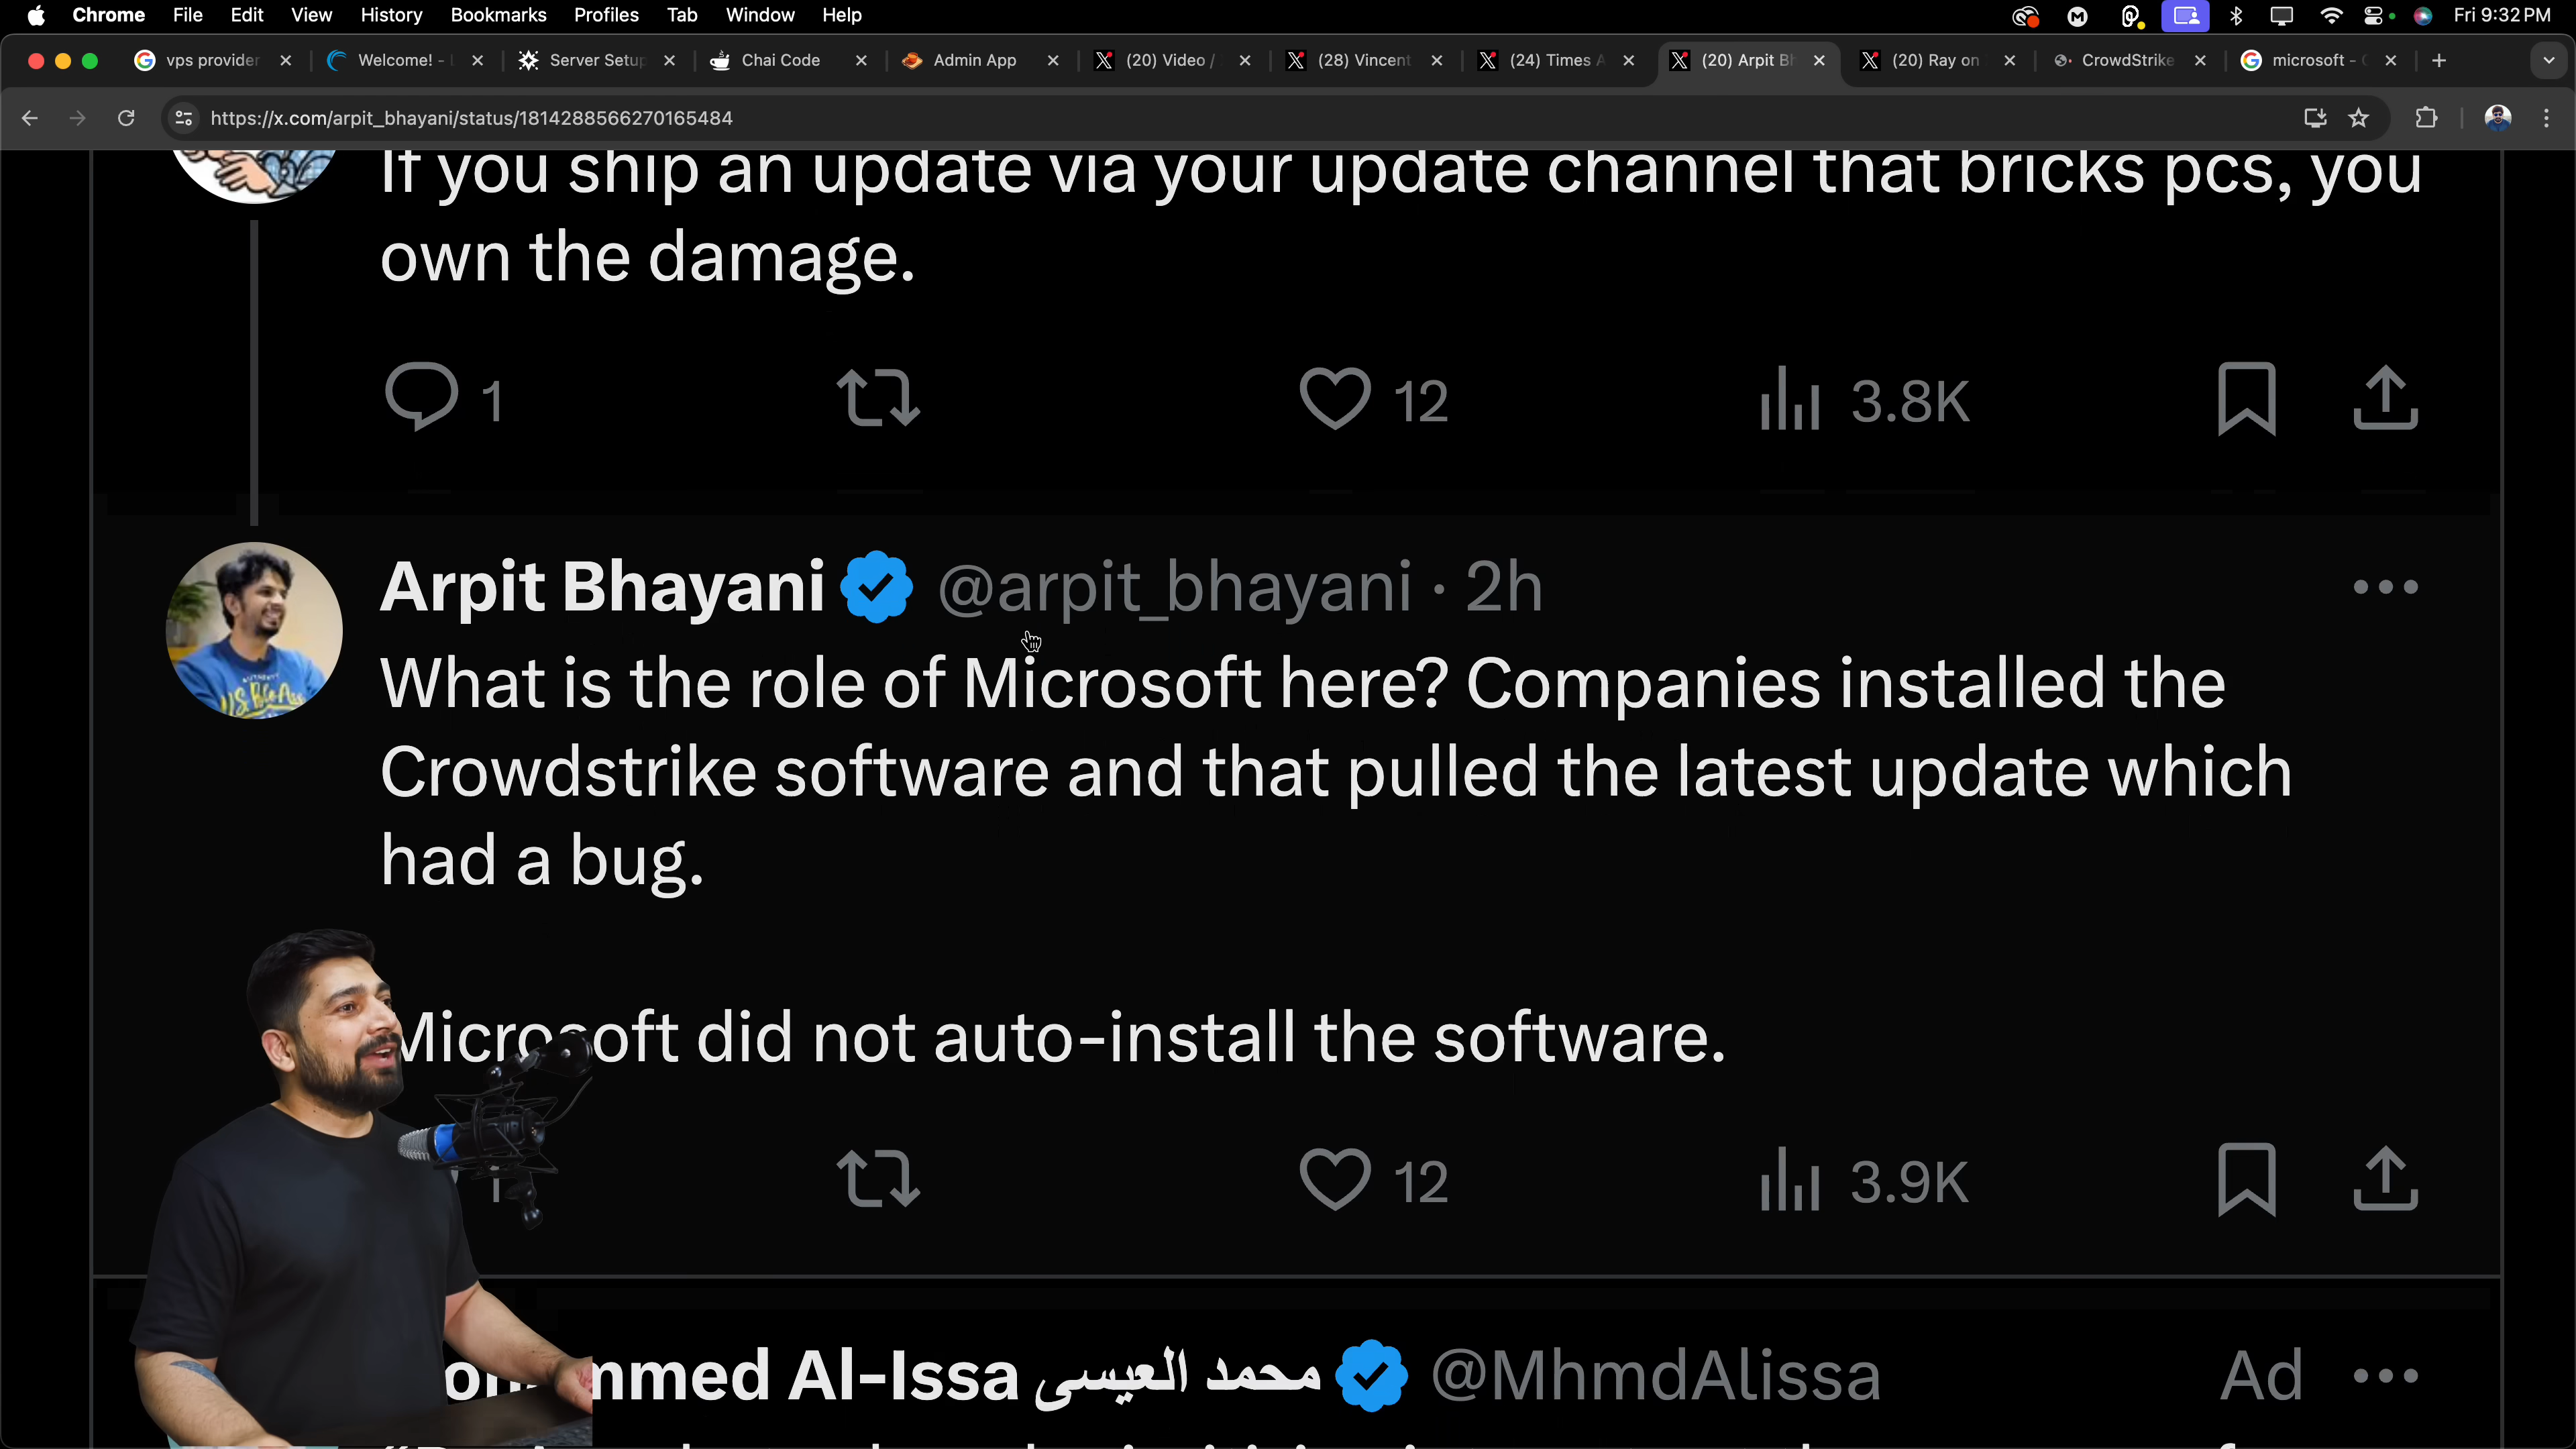 Chrome File Edit View History Bookmarks Profiles Tab Window Help Fri 9:32 PM
vps provider Welcome! - Server Setup Chai Code Admin App (20) Video / (28) Vincent (24) Times A (20) Arpit Bh (20) Ray on CrowdStrike microsoft -
https://x.com/arpit_bhayani/status/1814288566270165484
If you ship an update via your update channel that bricks pcs, you
own the damage.
1 12 3.8K
Arpit Bhayani @arpit_bhayani · 2h
What is the role of Microsoft here? Companies installed the
Crowdstrike software and that pulled the latest update which
had a bug.
Microsoft did not auto-install the software.
12 3.9K
mmed Al-Issa محمد العيسى @MhmdAlissa Ad